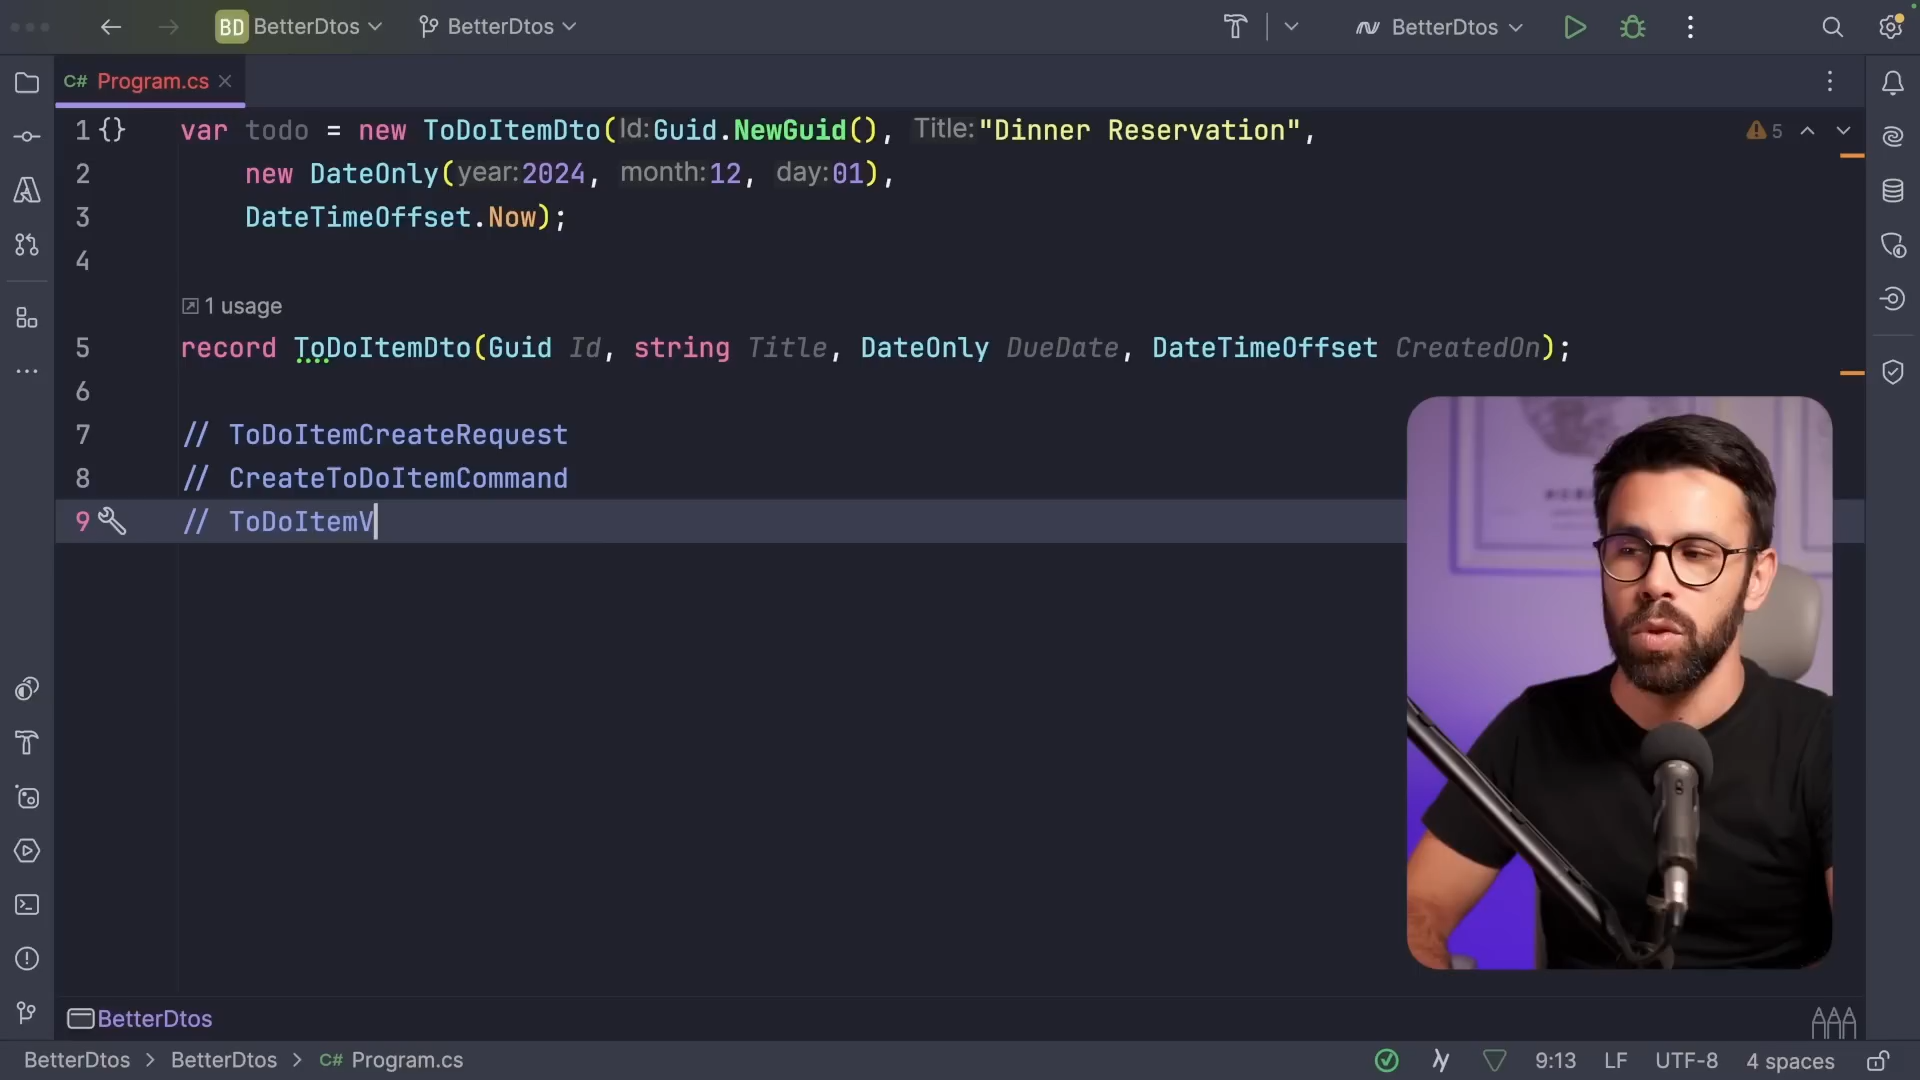 BD BetterDtos BetterDtos BetterDtos
C# Program.cs
1 {} var todo = new ToDoItemDto(Id:Guid.NewGuid(), Title:"Dinner Reservation", 5
2 new DateOnly(year:2024, month:12, day:01),
3 DateTimeOffset.Now);
4
1 usage
5 record ToDoItemDto(Guid Id, string Title, DateOnly DueDate, DateTimeOffset CreatedOn);
6
7 // ToDoItemCreateRequest
8 // CreateToDoItemCommand
9 // ToDoItemV
BetterDtos
BetterDtos > BetterDtos > C# Program.cs 9:13 LF UTF-8 4 spaces